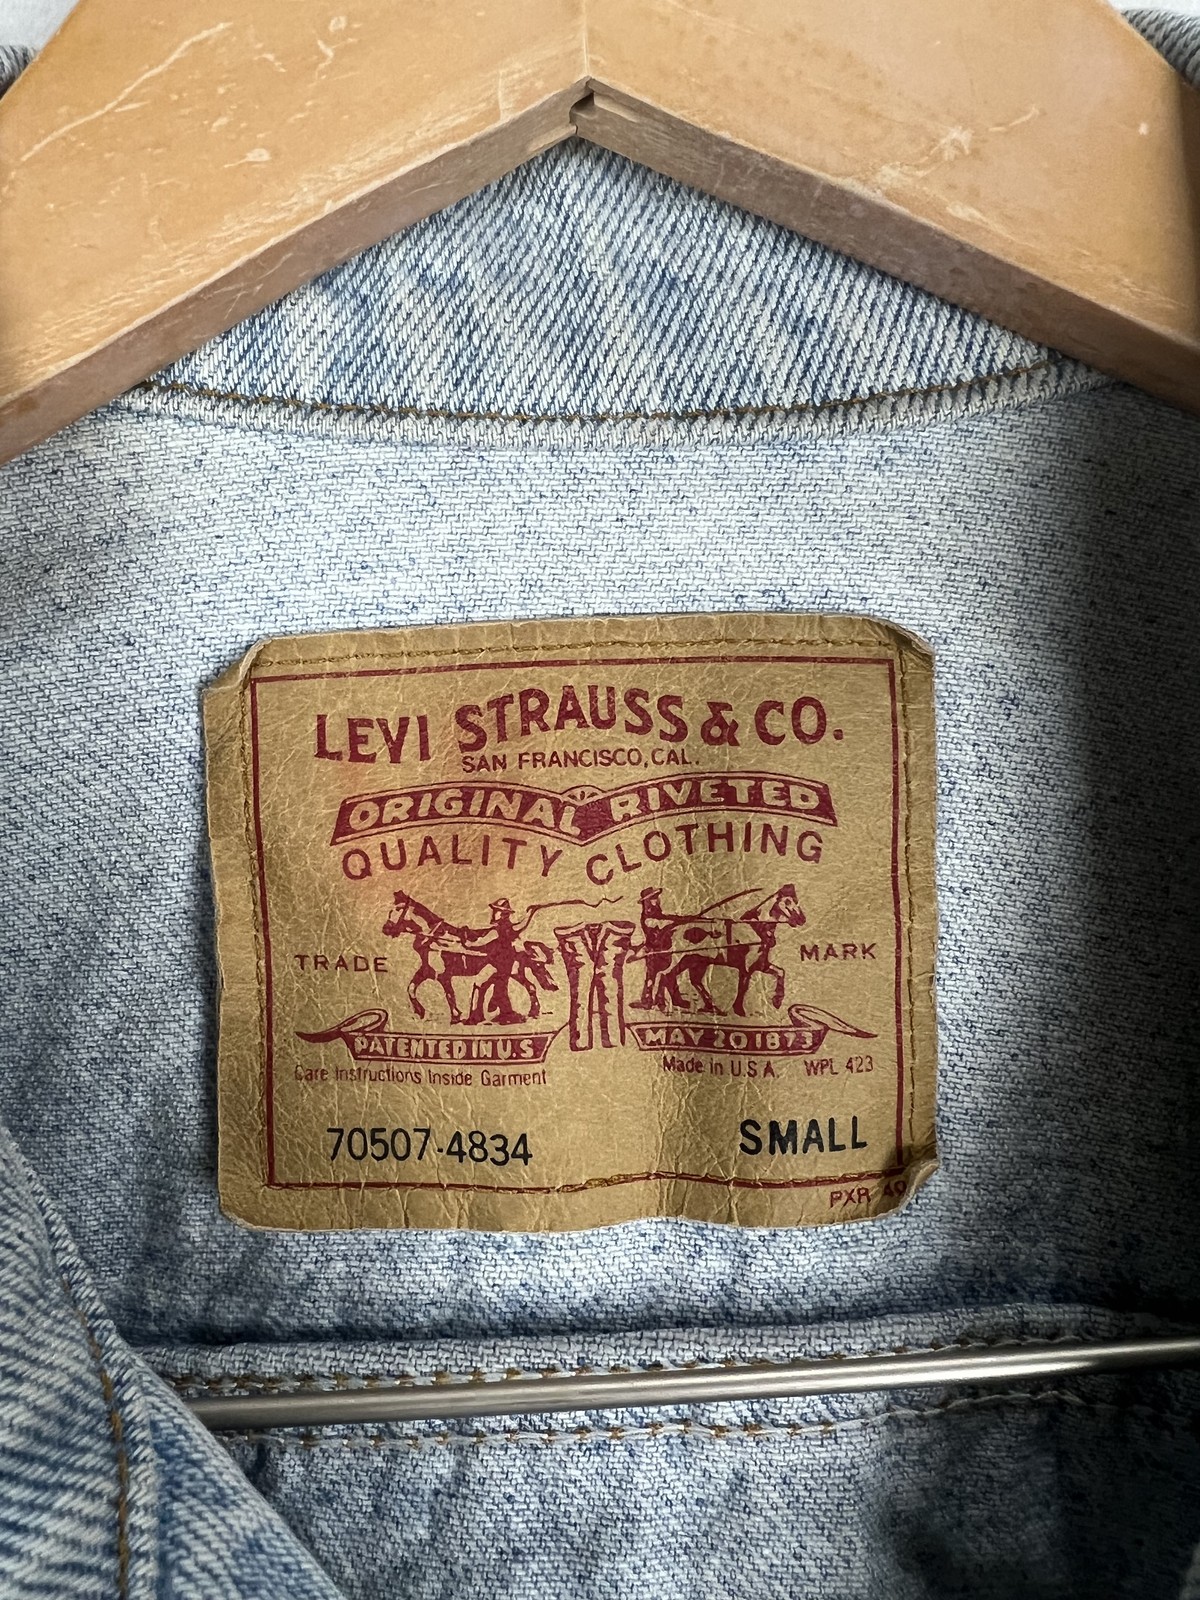 LEVI STRAUSS & CO.
SAN FRANCISCO, CAL.
ORIGINAL RIVETED
QUALITY CLOTHING
TRADE MARK
PATENTED IN U.S MAY 20 1873
Care Instructions Inside Garment Made in U.S.A. WPL 423
70507-4834 SMALL
PXR